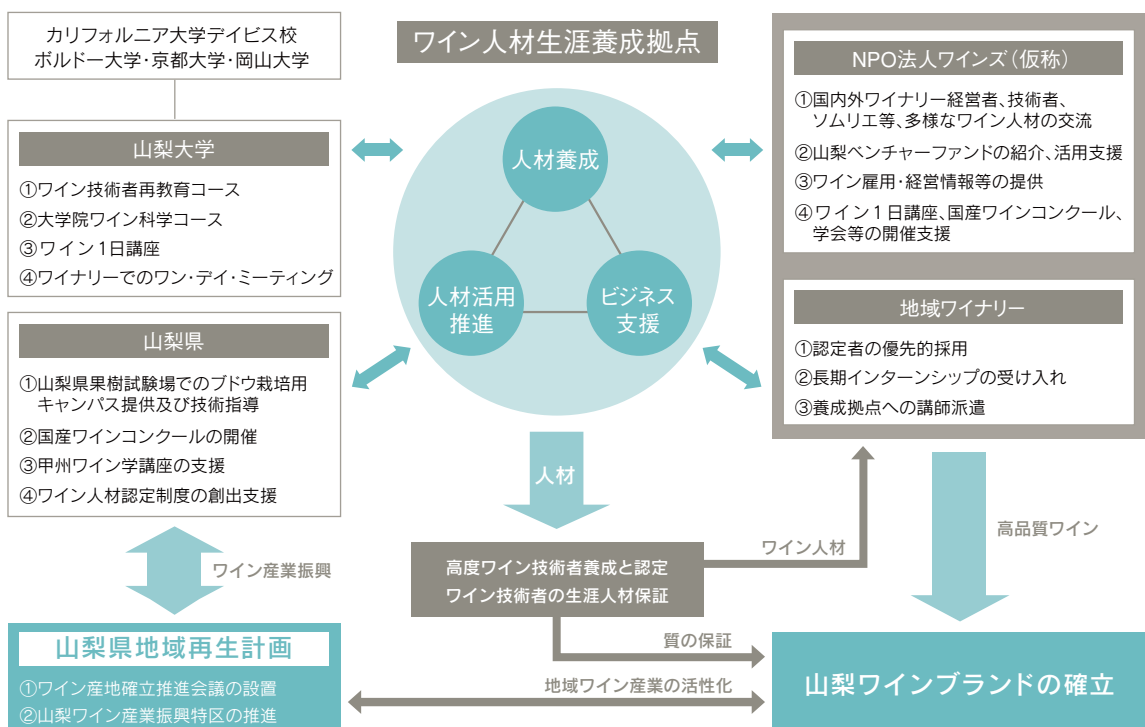 カリフォルニア大学デイビス校
ボルドー大学・京都大学・岡山大学
山梨大学
①ワイン技術者再教育コース
②大学院ワイン科学コース
③ワイン1日講座
④ワイナリーでのワン・デイ・ミーティング
山梨県
①山梨県果樹試験場でのブドウ栽培用
キャンパス提供及び技術指導
②国産ワインコンクールの開催
③甲州ワイン学講座の支援
④ワイン人材認定制度の創出支援
ワイン産業振興
山梨県地域再生計画
①ワイン産地確立推進会議の設置
②山梨ワイン産業振興特区の推進
ワイン人材生涯養成拠点
人材養成
人材活用
推進
ビジネス
支援
人材
高度ワイン技術者養成と認定
ワイン技術者の生涯人材保証
ワイン人材
質の保証
地域ワイン産業の活性化
NPO法人ワインズ（仮称）
①国内外ワイナリー経営者、技術者、
ソムリエ等、多様なワイン人材の交流
②山梨ベンチャーファンドの紹介、活用支援
③ワイン雇用・経営情報等の提供
④ワイン1日講座、国産ワインコンクール、
学会等の開催支援
地域ワイナリー
①認定者の優先的採用
②長期インターンシップの受け入れ
③養成拠点への講師派遣
高品質ワイン
山梨ワインブランドの確立